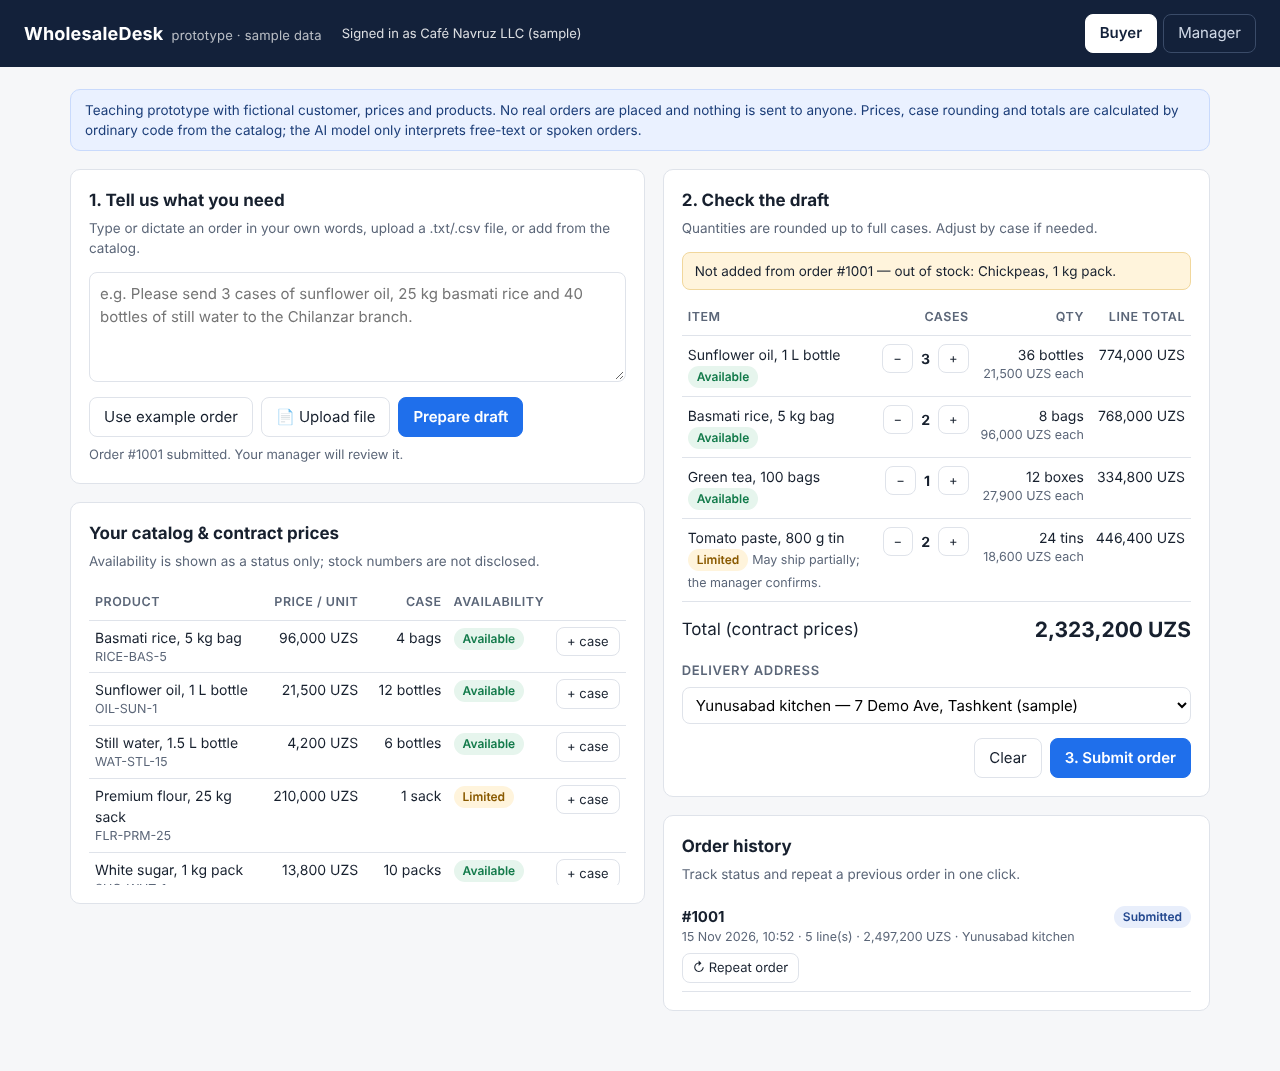 WholesaleDesk prototype · sample data Signed in as Café Navruz LLC (sample) Buyer Manager
Teaching prototype with fictional customer, prices and products. No real orders are placed and nothing is sent to anyone. Prices, case rounding and totals are calculated by
ordinary code from the catalog; the AI model only interprets free-text or spoken orders.
1. Tell us what you need
Type or dictate an order in your own words, upload a .txt/.csv file, or add from the
catalog.
e.g. Please send 3 cases of sunflower oil, 25 kg basmati rice and 40
bottles of still water to the Chilanzar branch.
Use example order Upload file Prepare draft
Order #1001 submitted. Your manager will review it.
Your catalog & contract prices
Availability is shown as a status only; stock numbers are not disclosed.
PRODUCT PRICE / UNIT CASE AVAILABILITY
Basmati rice, 5 kg bag 96,000 UZS 4 bags Available + case
RICE-BAS-5
Sunflower oil, 1 L bottle 21,500 UZS 12 bottles Available + case
OIL-SUN-1
Still water, 1.5 L bottle 4,200 UZS 6 bottles Available + case
WAT-STL-15
Premium flour, 25 kg 210,000 UZS 1 sack Limited + case
sack
FLR-PRM-25
White sugar, 1 kg pack 13,800 UZS 10 packs Available + case
2. Check the draft
Quantities are rounded up to full cases. Adjust by case if needed.
Not added from order #1001 — out of stock: Chickpeas, 1 kg pack.
ITEM CASES QTY LINE TOTAL
Sunflower oil, 1 L bottle − 3 + 36 bottles 774,000 UZS
Available 21,500 UZS each
Basmati rice, 5 kg bag − 2 + 8 bags 768,000 UZS
Available 96,000 UZS each
Green tea, 100 bags − 1 + 12 boxes 334,800 UZS
Available 27,900 UZS each
Tomato paste, 800 g tin − 2 + 24 tins 446,400 UZS
Limited May ship partially; 18,600 UZS each
the manager confirms.
Total (contract prices) 2,323,200 UZS
DELIVERY ADDRESS
Yunusabad kitchen — 7 Demo Ave, Tashkent (sample)
Clear 3. Submit order
Order history
Track status and repeat a previous order in one click.
#1001 Submitted
15 Nov 2026, 10:52 · 5 line(s) · 2,497,200 UZS · Yunusabad kitchen
↻ Repeat order